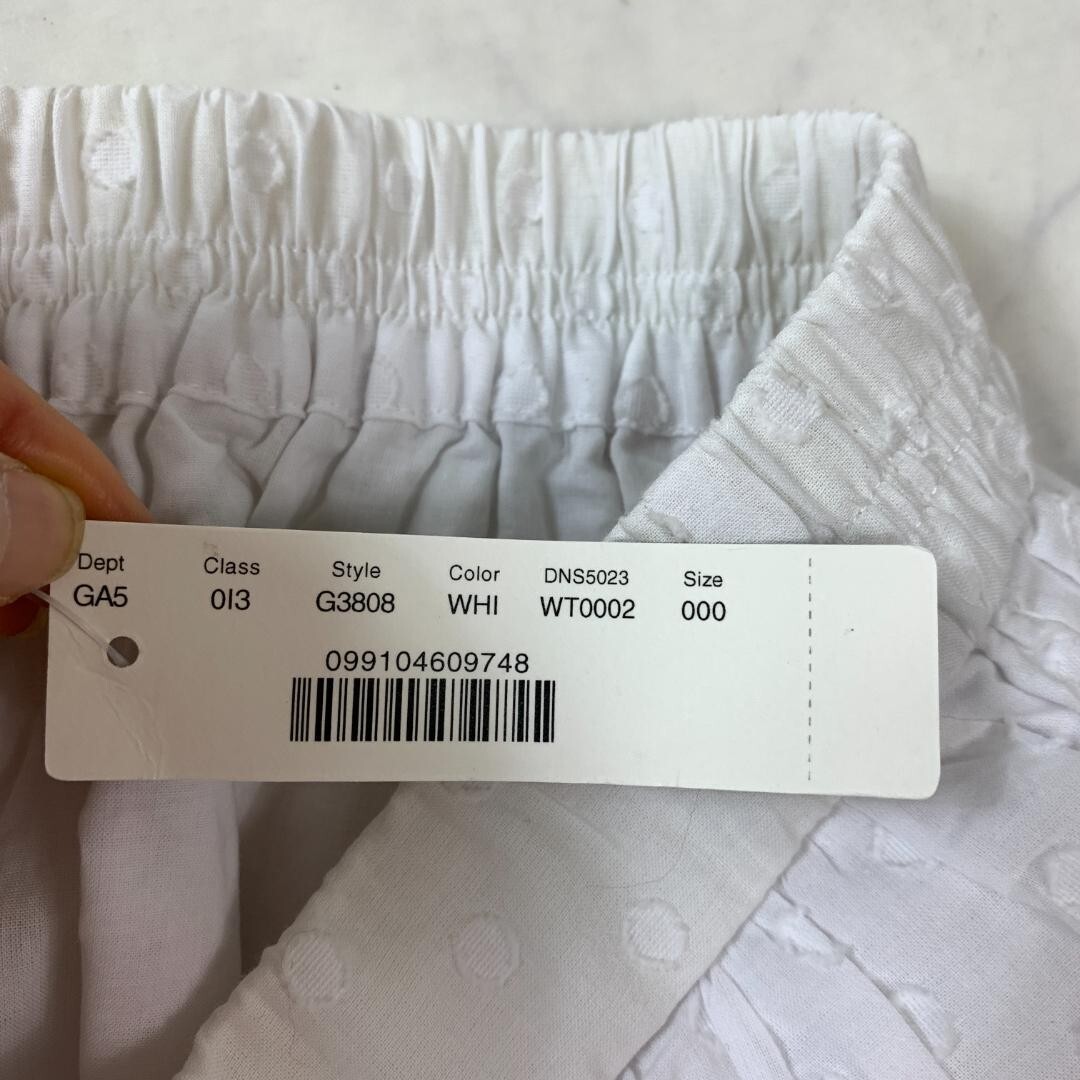 Dept Class Style Color DNS5023 Size
GA5 0I3 G3808 WHI WT0002 000
099104609748